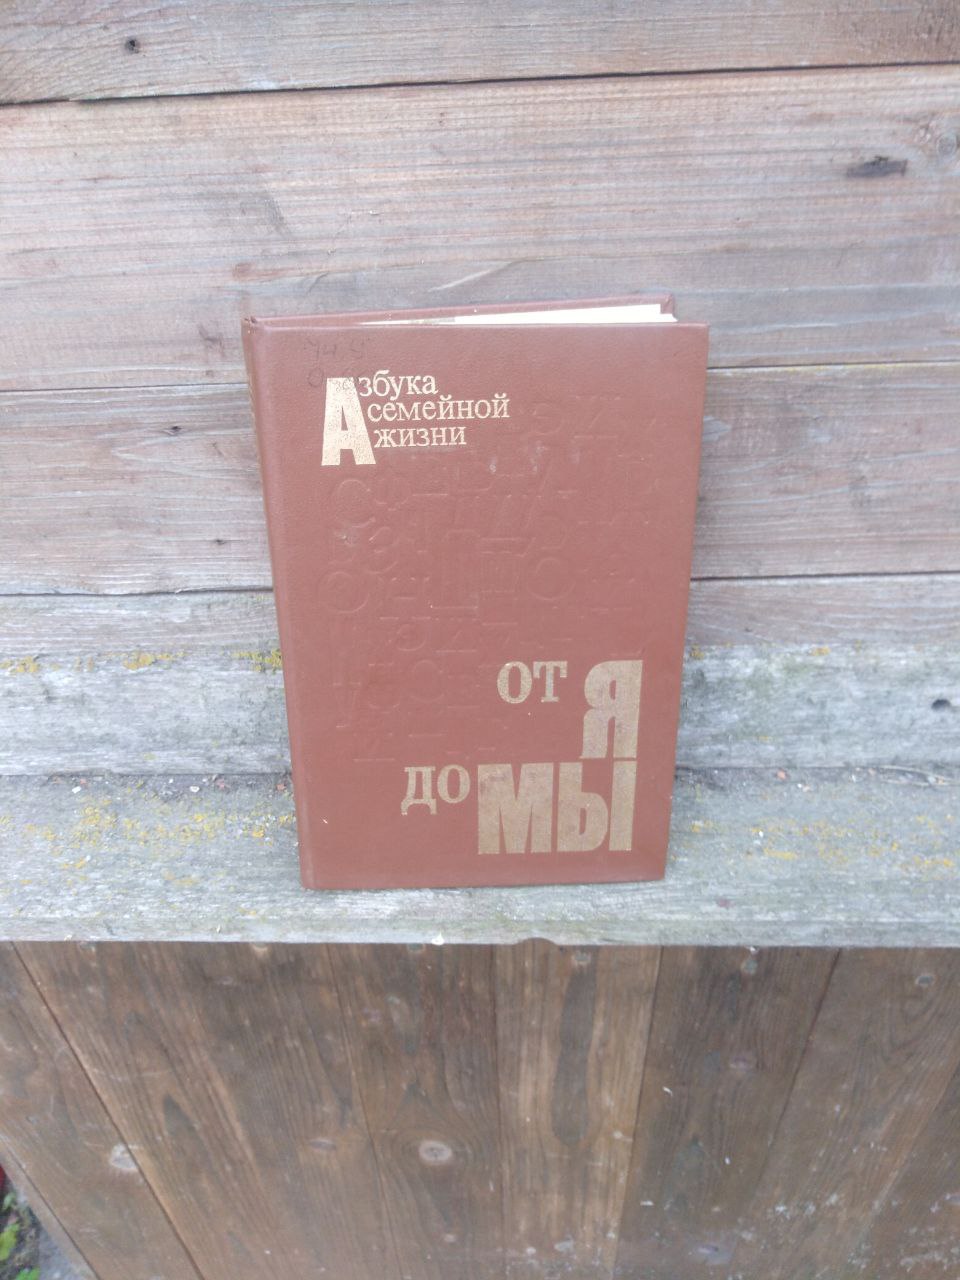 Азбука
семейной
жизни
от Я
до МЫ